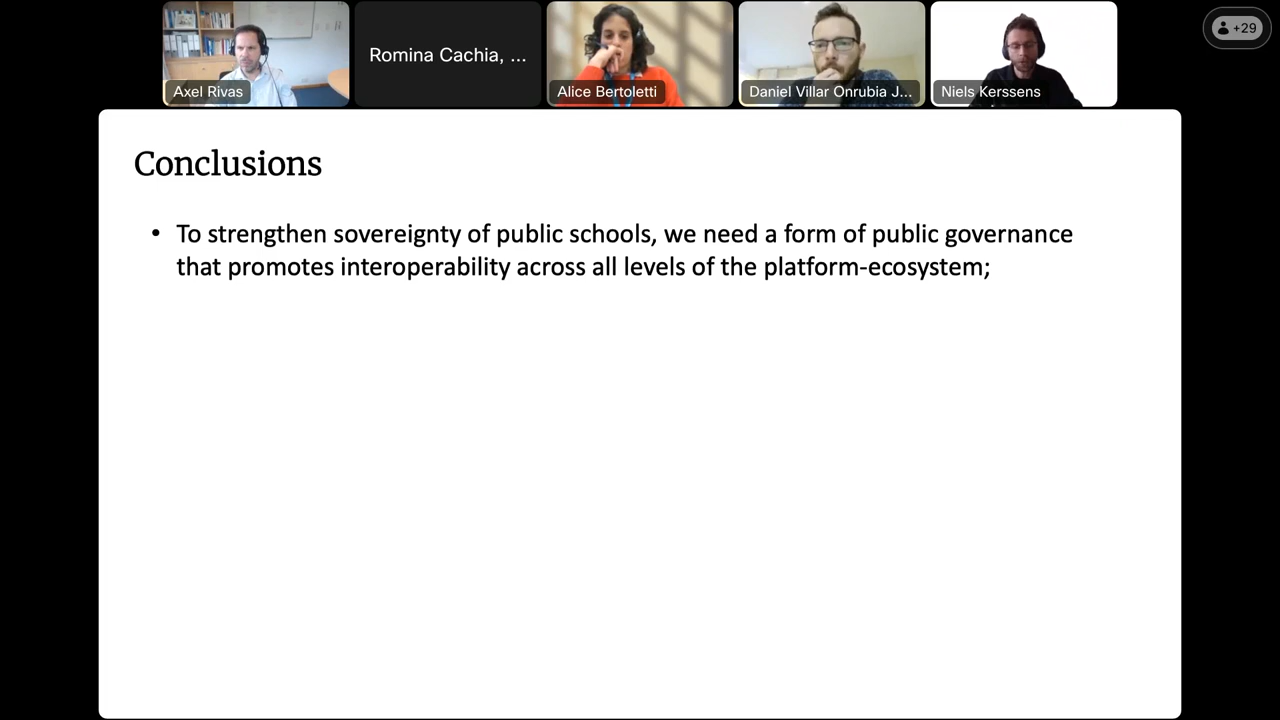 Axel Rivas
Romina Cachia, ...
Alice Bertoletti
Daniel Villar Onrubia J...
Niels Kerssens
+29
Conclusions
• To strengthen sovereignty of public schools, we need a form of public governance
that promotes interoperability across all levels of the platform-ecosystem;